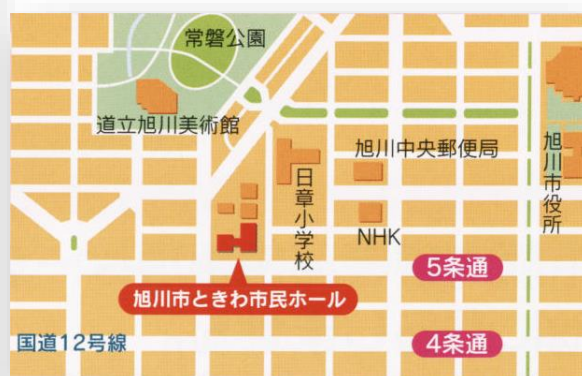 常磐公園
道立旭川美術館
旭川中央郵便局
旭川市役所
日章小学校
NHK
5条通
旭川市ときわ市民ホール
国道12号線
4条通